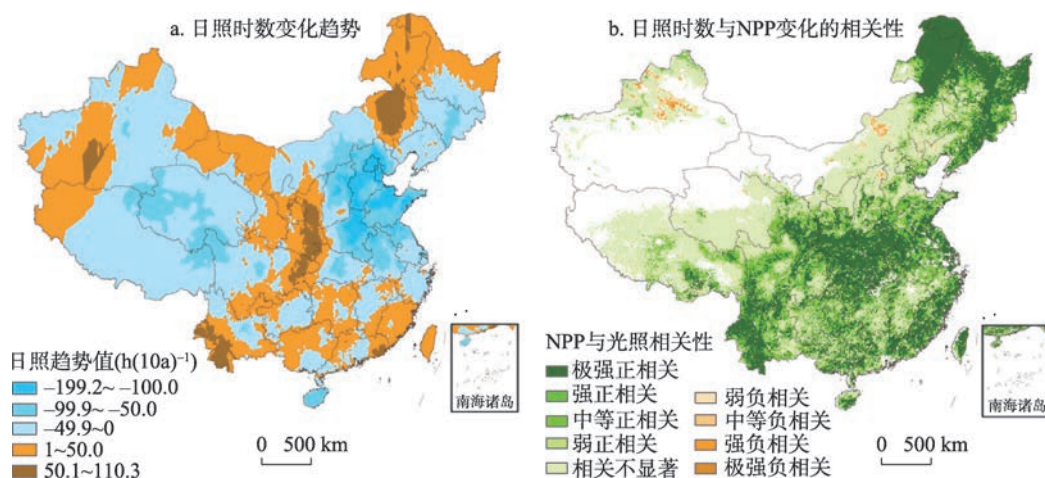 a. 日照时数变化趋势
日照趋势值(h(10a)⁻¹)
–199.2~ –100.0
–99.9~ –50.0
–49.9~0
1~50.0
50.1~110.3
0 500 km
南海诸岛
b. 日照时数与NPP变化的相关性
NPP与光照相关性
极强正相关
强正相关
中等正相关
弱正相关
相关不显著
弱负相关
中等负相关
强负相关
极强负相关
0 500 km
南海诸岛